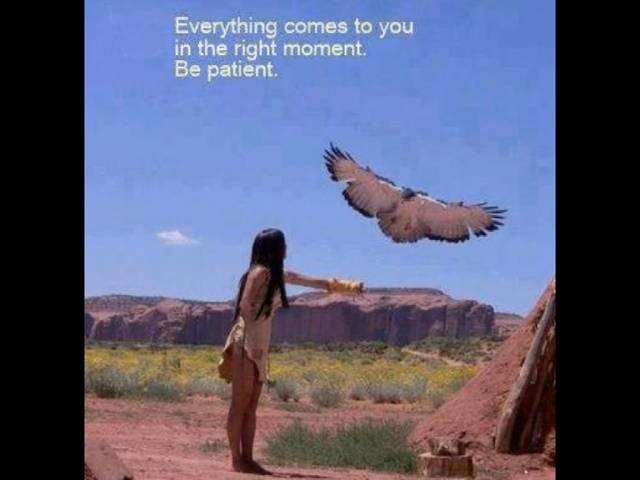 Everything comes to you
in the right moment.
Be patient.